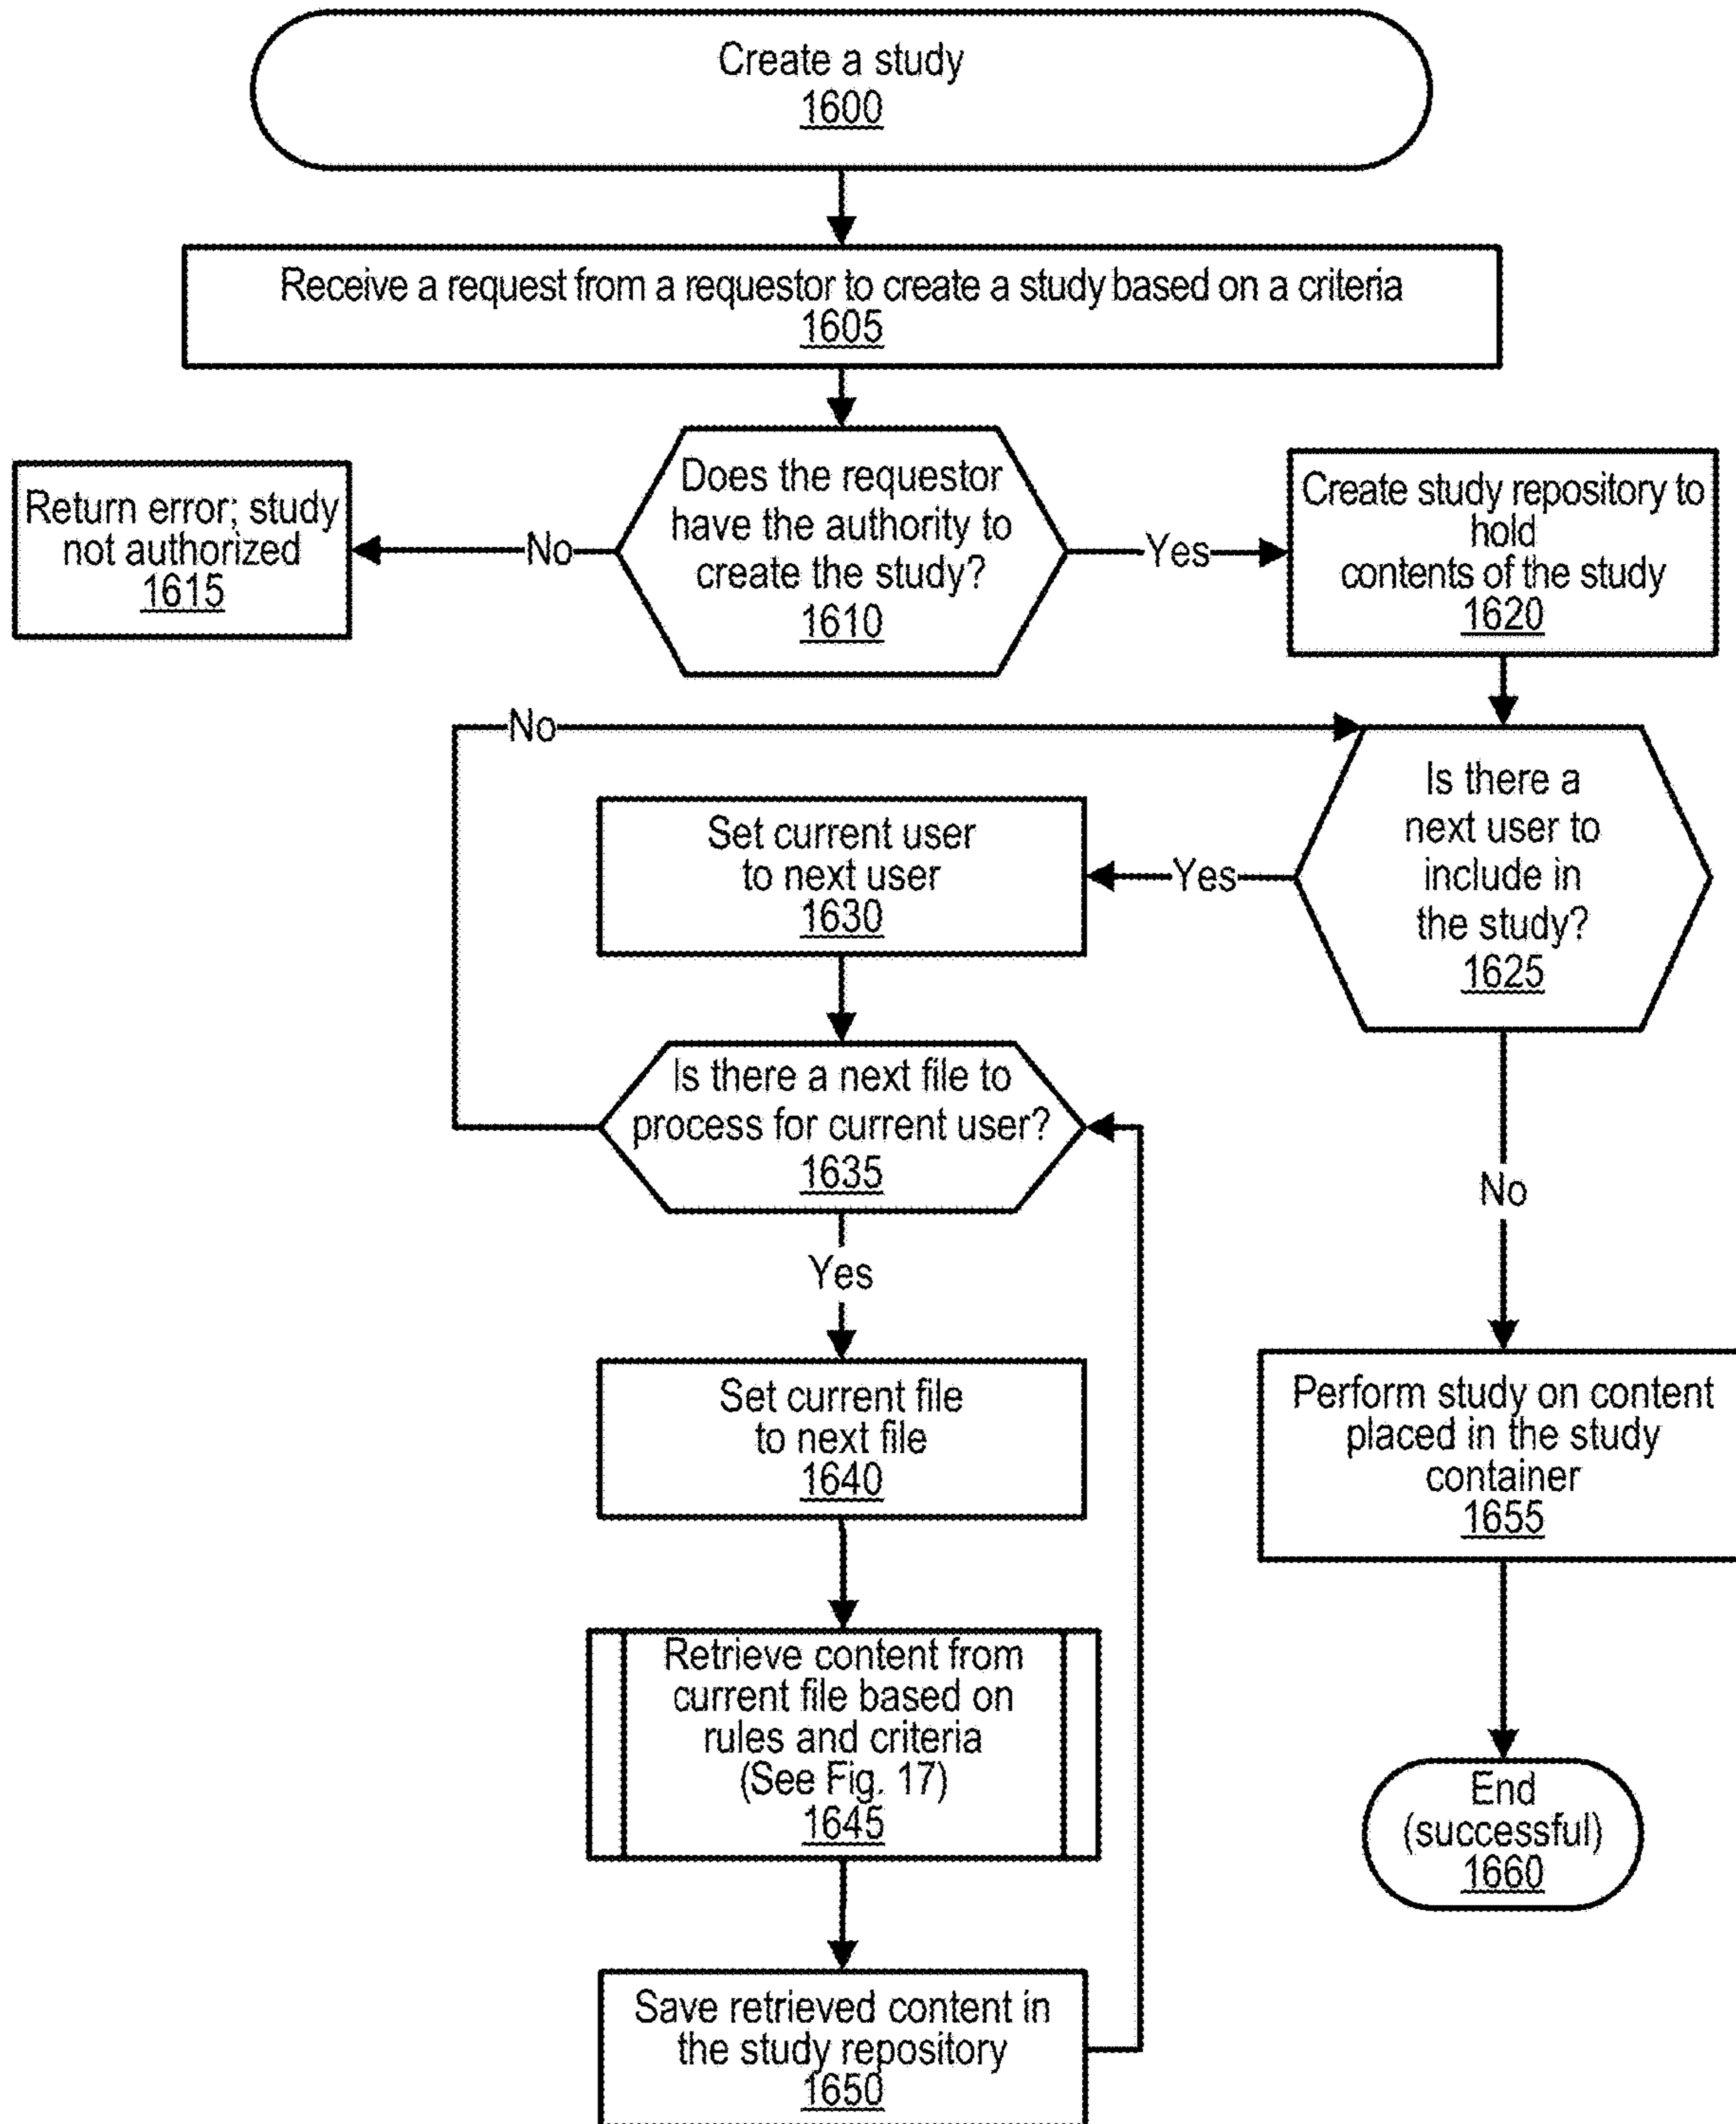 Create a study
1600
Receive a request from a requestor to create a study based on a criteria
1605
Does the requestor
have the authority to
create the study?
1610
No
Return error; study
not authorized
1615
Yes
Create study repository to
hold
contents of the study
1620
Is there a
next user to
include in
the study?
1625
Yes
Set current user
to next user
1630
Is there a next file to
process for current user?
1635
No
Yes
Set current file
to next file
1640
Retrieve content from
current file based on
rules and criteria
(See Fig. 17)
1645
Save retrieved content in
the study repository
1650
No
Perform study on content
placed in the study
container
1655
End
(successful)
1660